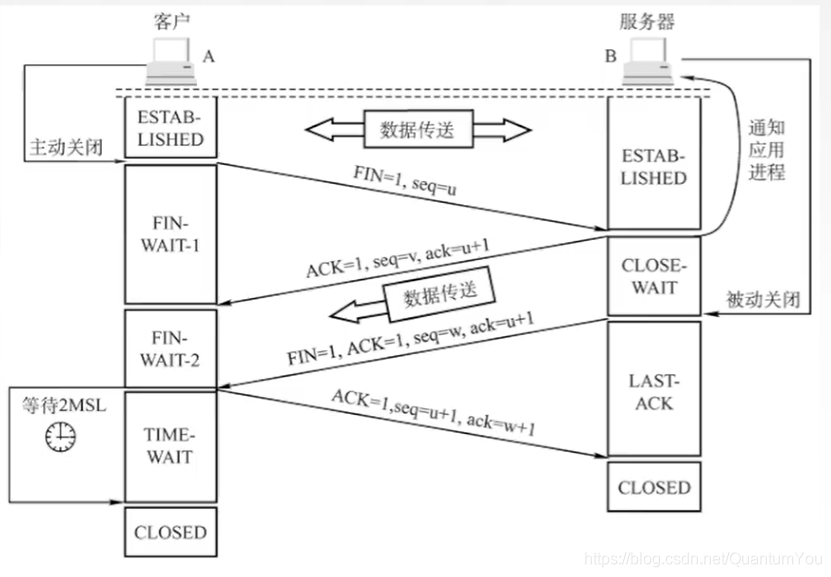 客户
服务器
A
B
ESTAB-
LISHED
数据传送
主动关闭
FIN=1, seq=u
ESTAB-
LISHED
通知
应用
进程
FIN-
WAIT-1
ACK=1, seq=v, ack=u+1
CLOSE-
WAIT
数据传送
被动关闭
FIN-
WAIT-2
FIN=1, ACK=1, seq=w, ack=u+1
LAST-
ACK
等待2MSL
ACK=1,seq=u+1, ack=w+1
TIME-
WAIT
CLOSED
CLOSED
https://blog.csdn.net/QuantumYou